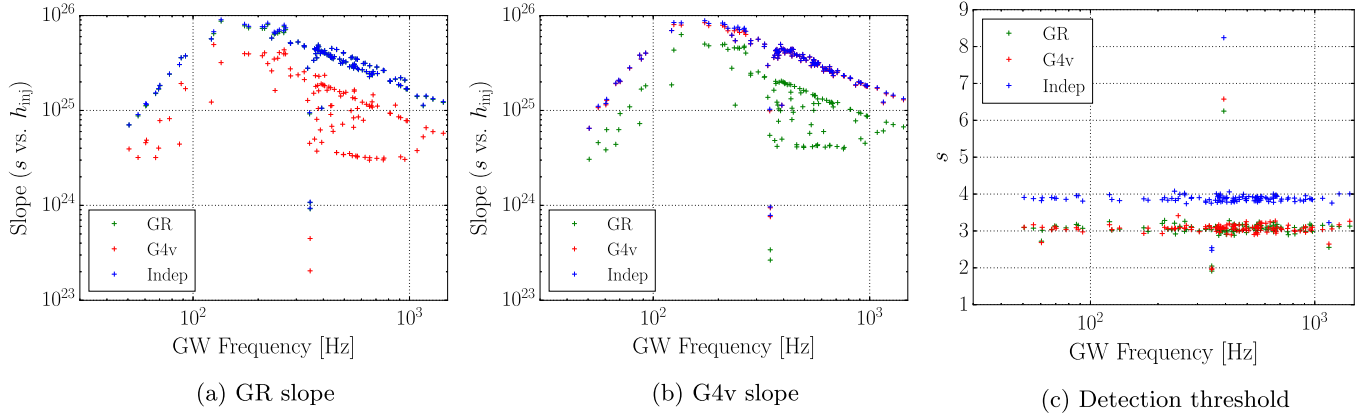 10^26
10^25
10^24
10^23
Slope (s vs. h_inj)
GR
G4v
Indep
10^2
10^3
GW Frequency [Hz]
(a) GR slope
10^26
10^25
10^24
10^23
Slope (s vs. h_inj)
GR
G4v
Indep
10^2
10^3
GW Frequency [Hz]
(b) G4v slope
9
8
7
6
5
4
3
2
1
s
GR
G4v
Indep
10^2
10^3
GW Frequency [Hz]
(c) Detection threshold